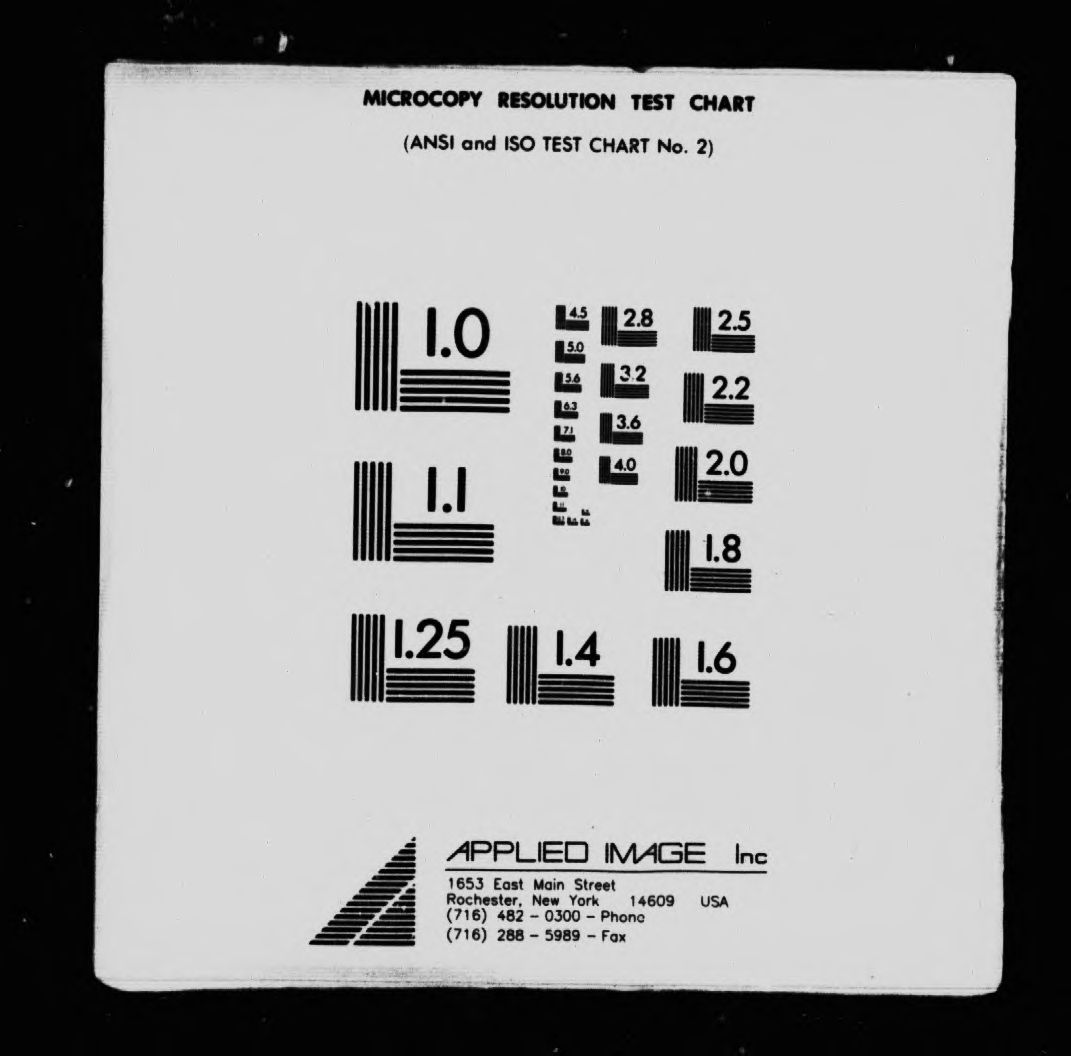 MICROCOPY RESOLUTION TEST CHART
(ANSI and ISO TEST CHART No. 2)
1.0
1.1
1.25
1.4
1.6
1.8
2.0
2.2
2.5
2.8
3.2
3.6
4.0
4.5
5.0
5.6
6.3
7.1
8.0
9.0
APPLIED IMAGE Inc
1653 East Main Street
Rochester, New York 14609 USA
(716) 482 - 0300 - Phone
(716) 288 - 5989 - Fax